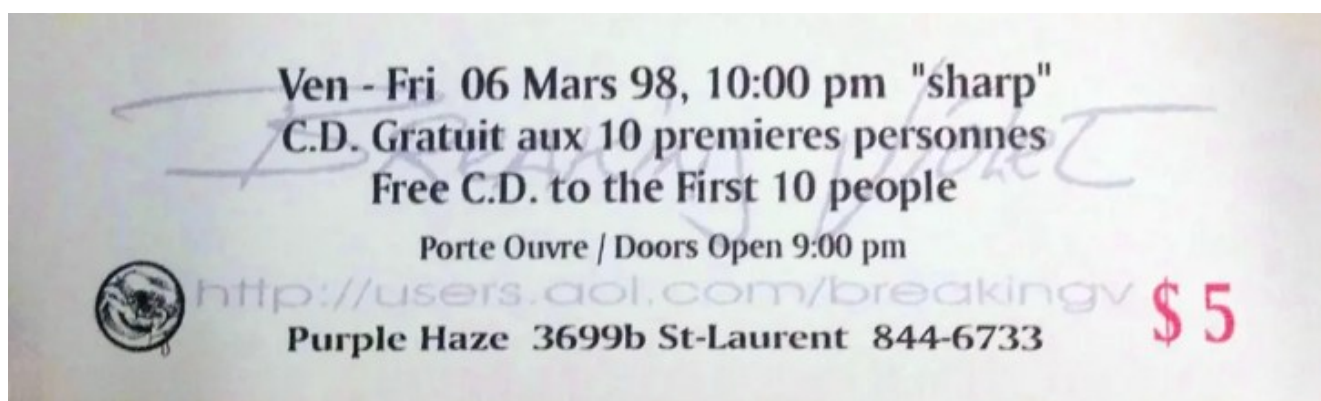 Ven - Fri 06 Mars 98, 10:00 pm "sharp"
Breaking Violet
C.D. Gratuit aux 10 premieres personnes
Free C.D. to the First 10 people
Porte Ouvre / Doors Open 9:00 pm
http://users.aol.com/breakingv
$ 5
Purple Haze 3699b St-Laurent 844-6733